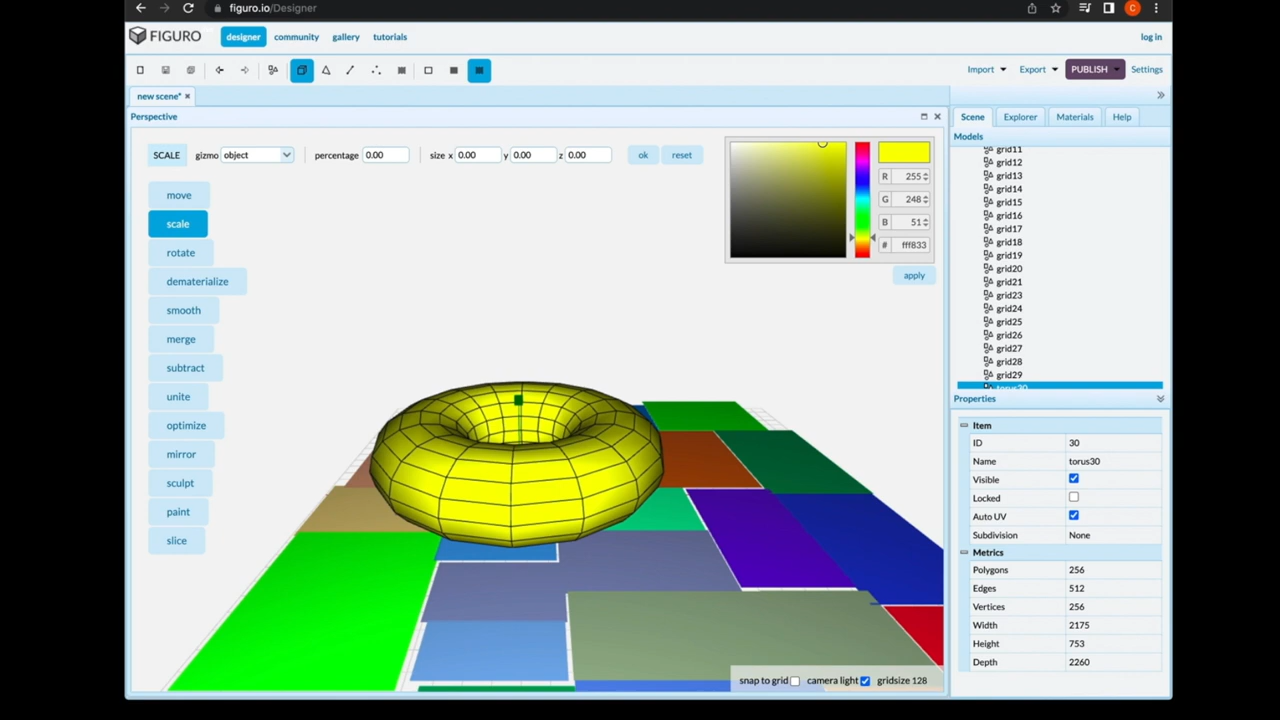 figuro.io/Designer
C
FIGURO designer community gallery tutorials log in
Import Export PUBLISH Settings
new scene*
Perspective
Scene Explorer Materials Help
Models
SCALE gizmo object percentage 0.00 size x 0.00 y 0.00 z 0.00 ok reset
R 255
G 248
B 51
# fff833
apply
move
scale
rotate
dematerialize
smooth
merge
subtract
unite
optimize
mirror
sculpt
paint
slice
grid11
grid12
grid13
grid14
grid15
grid16
grid17
grid18
grid19
grid20
grid21
grid23
grid24
grid25
grid26
grid27
grid28
grid29
torus30
Properties
Item
ID 30
Name torus30
Visible
Locked
Auto UV
Subdivision None
Metrics
Polygons 256
Edges 512
Vertices 256
Width 2175
Height 753
Depth 2260
snap to grid camera light gridsize 128